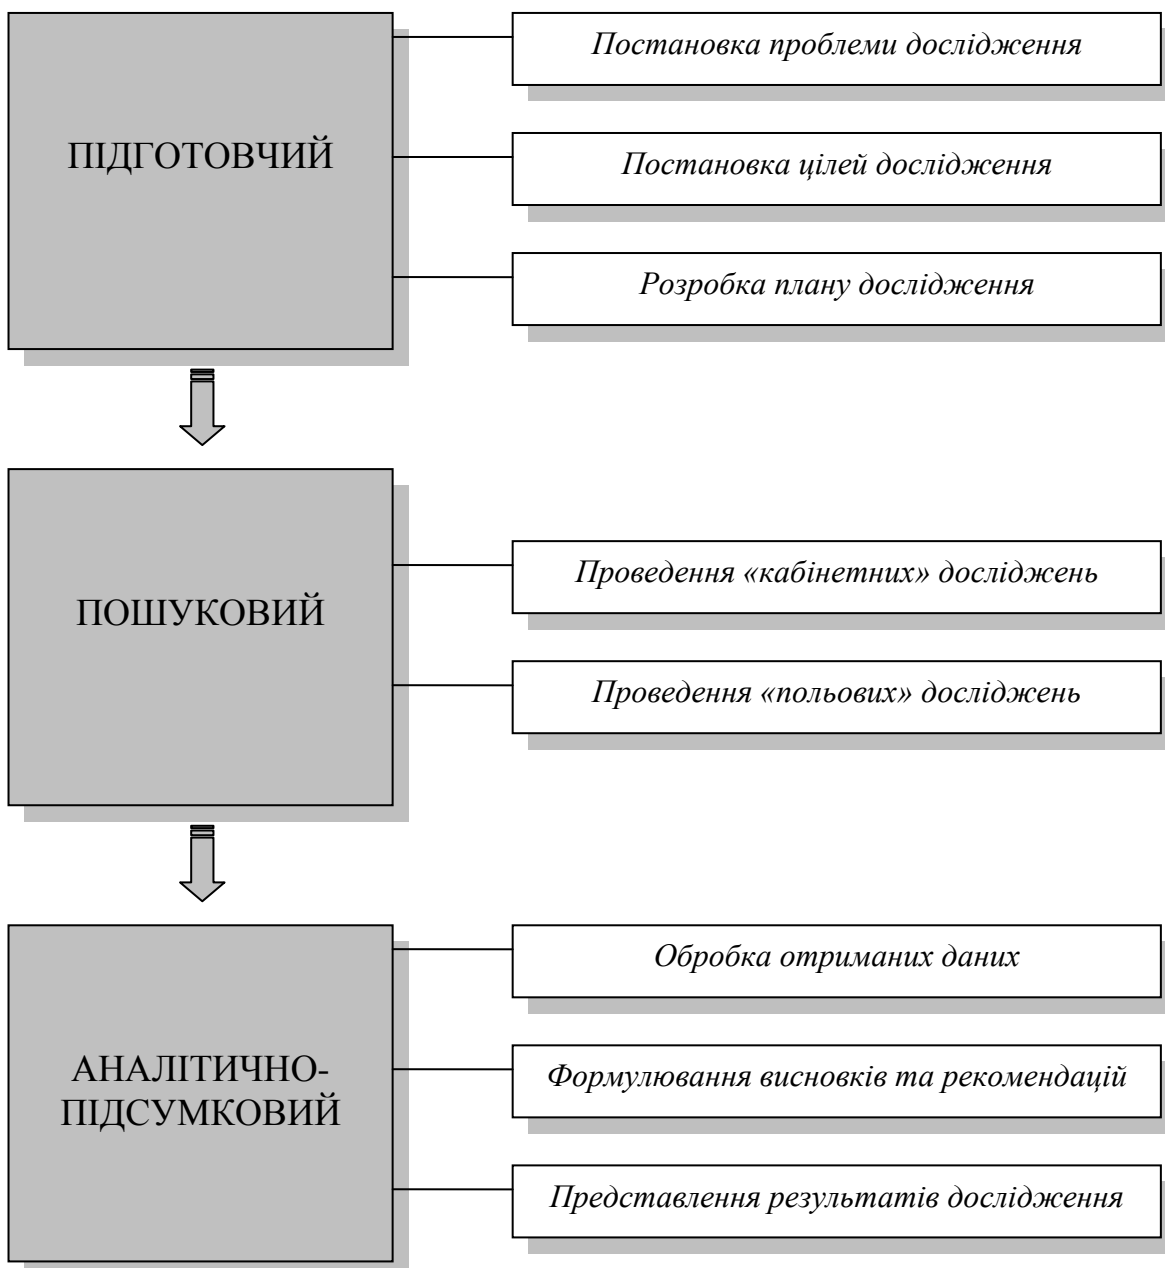 ПІДГОТОВЧИЙ
Постановка проблеми дослідження
Постановка цілей дослідження
Розробка плану дослідження
ПОШУКОВИЙ
Проведення «кабінетних» досліджень
Проведення «польових» досліджень
АНАЛІТИЧНО-
ПІДСУМКОВИЙ
Обробка отриманих даних
Формулювання висновків та рекомендацій
Представлення результатів дослідження